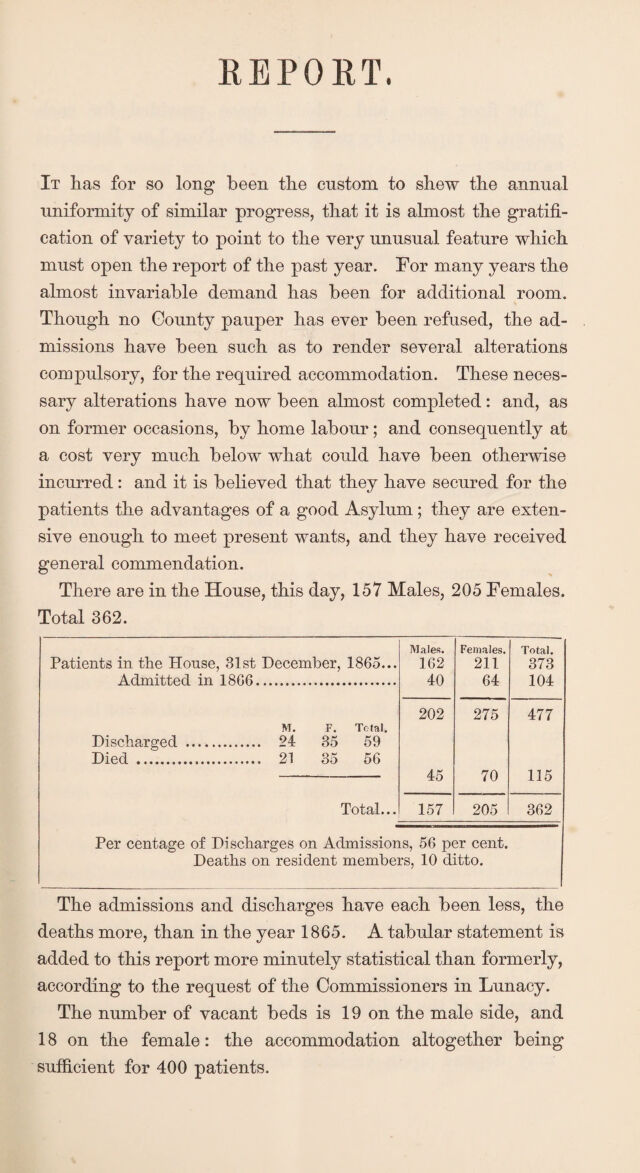 REPORT.
It has for so long been the custom to shew the annual
uniformity of similar progress, that it is almost the gratifi-
cation of variety to point to the very unusual feature which
must open the report of the past year. For many years the
almost invariable demand has been for additional room.
Though no County pauper has ever been refused, the ad-
missions have been such as to render several alterations
compulsory, for the required accommodation. These neces-
sary alterations have now been almost completed: and, as
on former occasions, by home labour; and consequently at
a cost very much below what could have been otherwise
incurred: and it is believed that they have secured for the
patients the advantages of a good Asylum; they are exten-
sive enough to meet present wants, and they have received
general commendation.
There are in the House, this day, 157 Males, 205 Females.
Total 362.
Males. Females. Total.
Patients in the House, 31st December, 1865... 162 211 373
Admitted in 1866.......................... 40 64 104
202 275 477
M. F. Total.
Discharged ............. 24 35 59
Died ...................... 21 35 56
45 70 115
Total... 157 205 362
Per centage of Discharges on Admissions, 56 per cent.
Deaths on resident members, 10 ditto.
The admissions and discharges have each been less, the
deaths more, than in the year 1865. A tabular statement is
added to this report more minutely statistical than formerly,
according to the request of the Commissioners in Lunacy.
The number of vacant beds is 19 on the male side, and
18 on the female: the accommodation altogether being
sufficient for 400 patients.